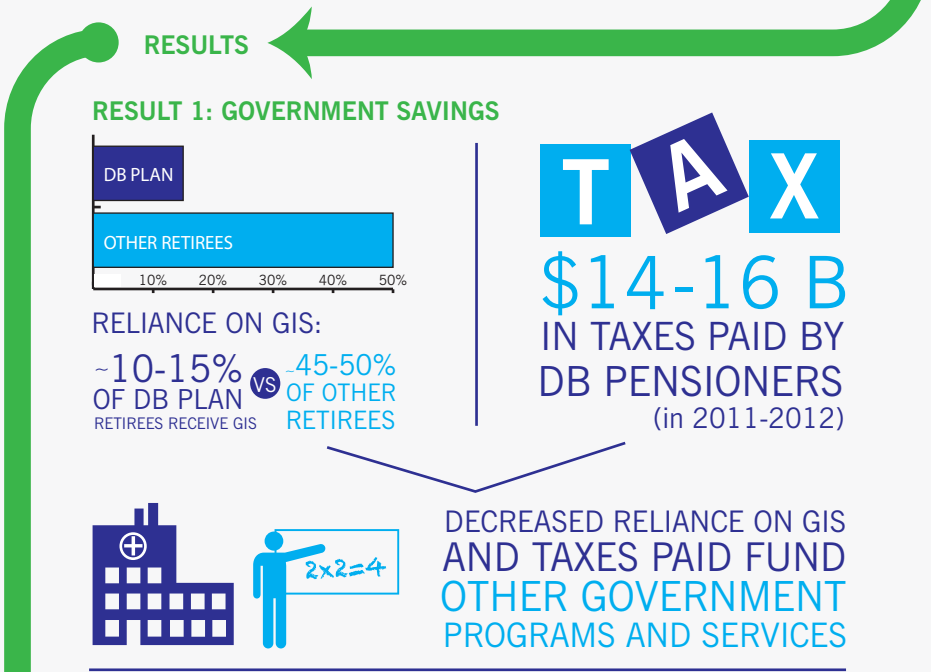 RESULTS
RESULT 1: GOVERNMENT SAVINGS
DB PLAN
OTHER RETIREES
10% 20% 30% 40% 50%
RELIANCE ON GIS:
~10-15%
OF DB PLAN
RETIREES RECEIVE GIS
VS
~45-50%
OF OTHER
RETIREES
TAX
$14-16 B
IN TAXES PAID BY
DB PENSIONERS
(in 2011-2012)
2x2=4
DECREASED RELIANCE ON GIS
AND TAXES PAID FUND
OTHER GOVERNMENT
PROGRAMS AND SERVICES